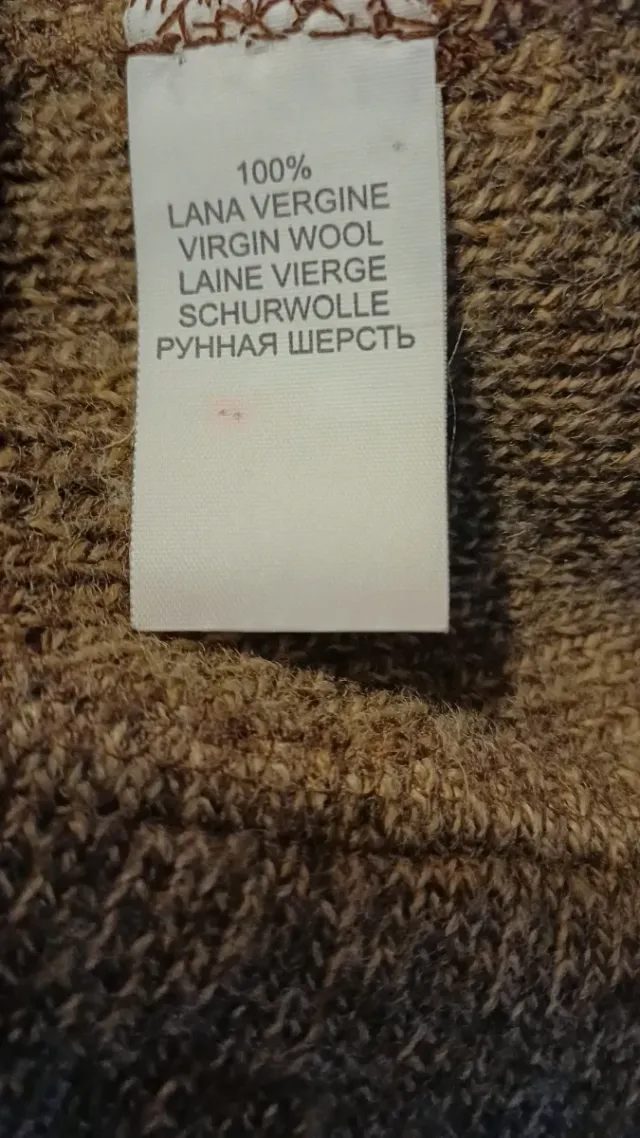 100%
LANA VERGINE
VIRGIN WOOL
LAINE VIERGE
SCHURWOLLE
РУННАЯ ШЕРСТЬ